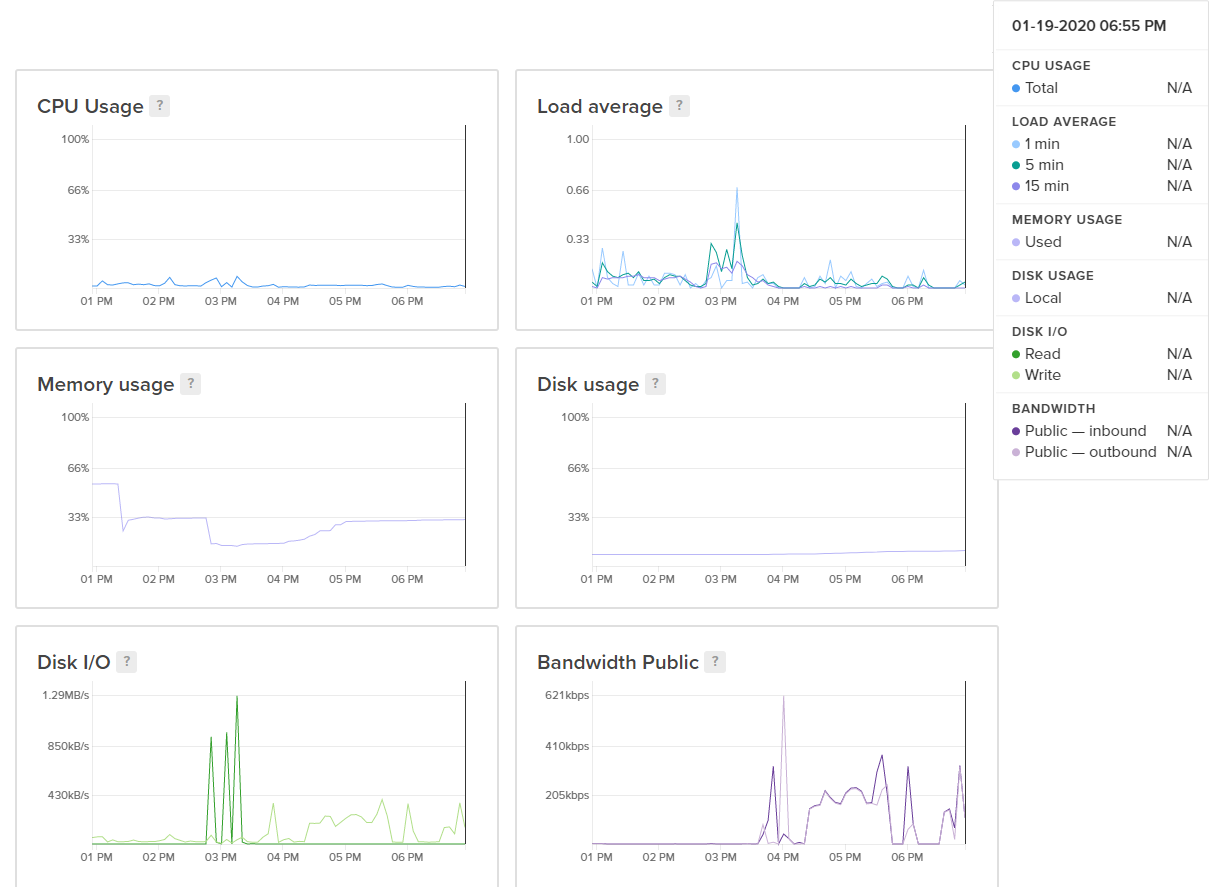 01-19-2020 06:55 PM
CPU USAGE
Total N/A
LOAD AVERAGE
1 min N/A
5 min N/A
15 min N/A
MEMORY USAGE
Used N/A
DISK USAGE
Local N/A
DISK I/O
Read N/A
Write N/A
BANDWIDTH
Public — inbound N/A
Public — outbound N/A
CPU Usage ?
100%
66%
33%
01 PM 02 PM 03 PM 04 PM 05 PM 06 PM
Load average ?
1.00
0.66
0.33
01 PM 02 PM 03 PM 04 PM 05 PM 06 PM
Memory usage ?
100%
66%
33%
01 PM 02 PM 03 PM 04 PM 05 PM 06 PM
Disk usage ?
100%
66%
33%
01 PM 02 PM 03 PM 04 PM 05 PM 06 PM
Disk I/O ?
1.29MB/s
850kB/s
430kB/s
01 PM 02 PM 03 PM 04 PM 05 PM 06 PM
Bandwidth Public ?
621kbps
410kbps
205kbps
01 PM 02 PM 03 PM 04 PM 05 PM 06 PM